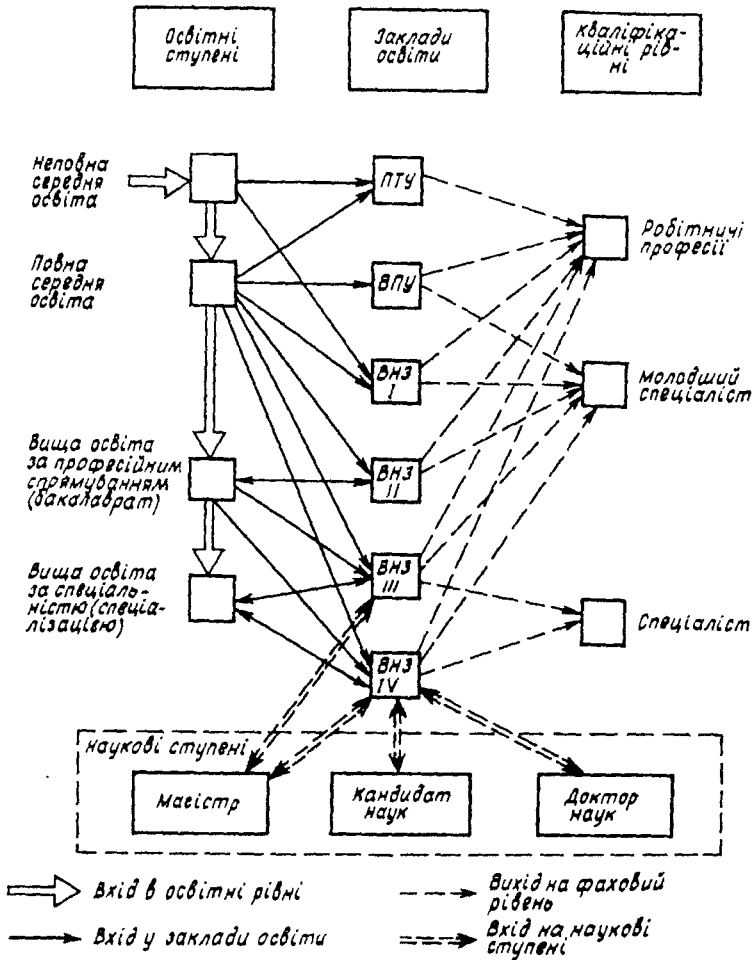 Освітні
ступені
Заклади
освіти
Кваліфіка-
ційні рів-
ні
Неповна
середня
освіта
ПТУ
Робітничі
професії
Повна
середня
освіта
ВПУ
ВНЗ
I
Молодший
спеціаліст
Вища освіта
за професійним
спрямуванням
(бакалаврат)
ВНЗ
II
Вища освіта
за спеціаль-
ністю (спеціа-
лізацією)
ВНЗ
III
Спеціаліст
ВНЗ
IV
Наукові ступені
Магістр
Кандидат
наук
Доктор
наук
Вхід в освітні рівні
Вихід на фаховий
рівень
Вхід у заклади освіти
Вхід на наукові
ступені